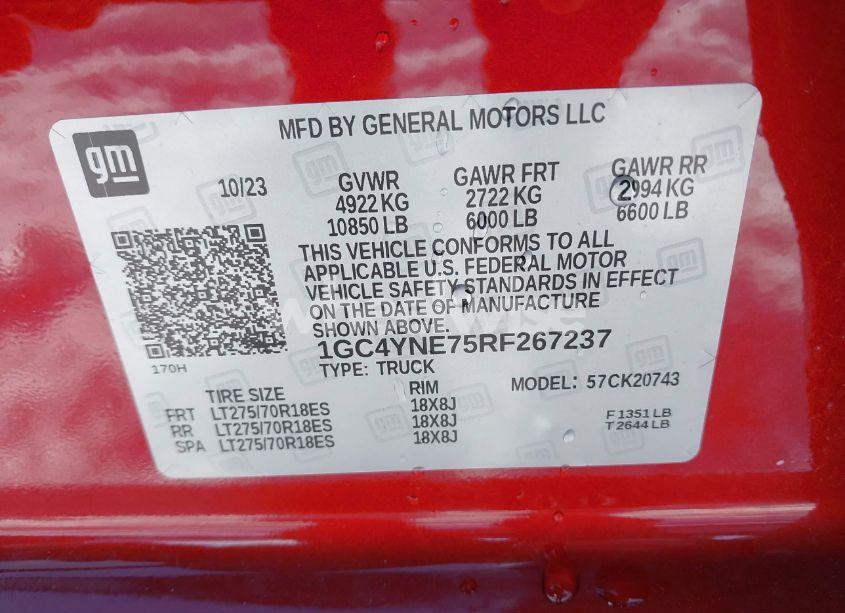 MFD BY GENERAL MOTORS LLC
gm
10/23
GVWR GAWR FRT GAWR RR
4922 KG 2722 KG 2994 KG
10850 LB 6000 LB 6600 LB
THIS VEHICLE CONFORMS TO ALL
APPLICABLE U.S. FEDERAL MOTOR
VEHICLE SAFETY STANDARDS IN EFFECT
ON THE DATE OF MANUFACTURE
SHOWN ABOVE.
170H
1GC4YNE75RF267237
TYPE: TRUCK
MODEL: 57CK20743
TIRE SIZE RIM
FRT LT275/70R18ES 18X8J
RR LT275/70R18ES 18X8J
SPA LT275/70R18ES 18X8J
F 1351 LB
T 2644 LB